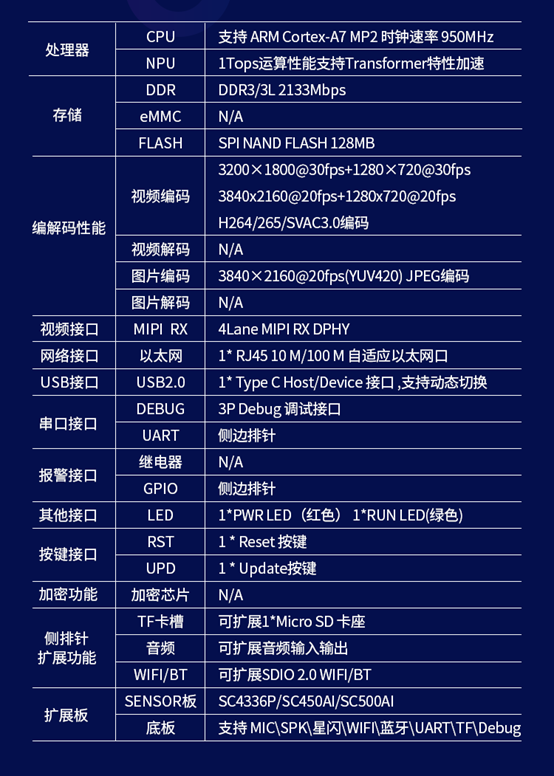 处理器
CPU
支持 ARM Cortex-A7 MP2 时钟速率 950MHz
NPU
1Tops运算性能支持Transformer特性加速
存储
DDR
DDR3/3L 2133Mbps
eMMC
N/A
FLASH
SPI NAND FLASH 128MB
编解码性能
视频编码
3200×1800@30fps+1280×720@30fps
3840x2160@20fps+1280x720@20fps
H264/265/SVAC3.0编码
视频解码
N/A
图片编码
3840×2160@20fps(YUV420) JPEG编码
图片解码
N/A
视频接口
MIPI RX
4Lane MIPI RX DPHY
网络接口
以太网
1* RJ45 10 M/100 M 自适应以太网口
USB接口
USB2.0
1* Type C Host/Device 接口 ,支持动态切换
串口接口
DEBUG
3P Debug 调试接口
UART
侧边排针
报警接口
继电器
N/A
GPIO
侧边排针
其他接口
LED
1*PWR LED（红色） 1*RUN LED(绿色)
按键接口
RST
1 * Reset 按键
UPD
1 * Update按键
加密功能
加密芯片
N/A
侧排针
扩展功能
TF卡槽
可扩展1*Micro SD 卡座
音频
可扩展音频输入输出
WIFI/BT
可扩展SDIO 2.0 WIFI/BT
扩展板
SENSOR板
SC4336P/SC450AI/SC500AI
底板
支持 MIC\SPK\星闪\WIFI\蓝牙\UART\TF\Debug